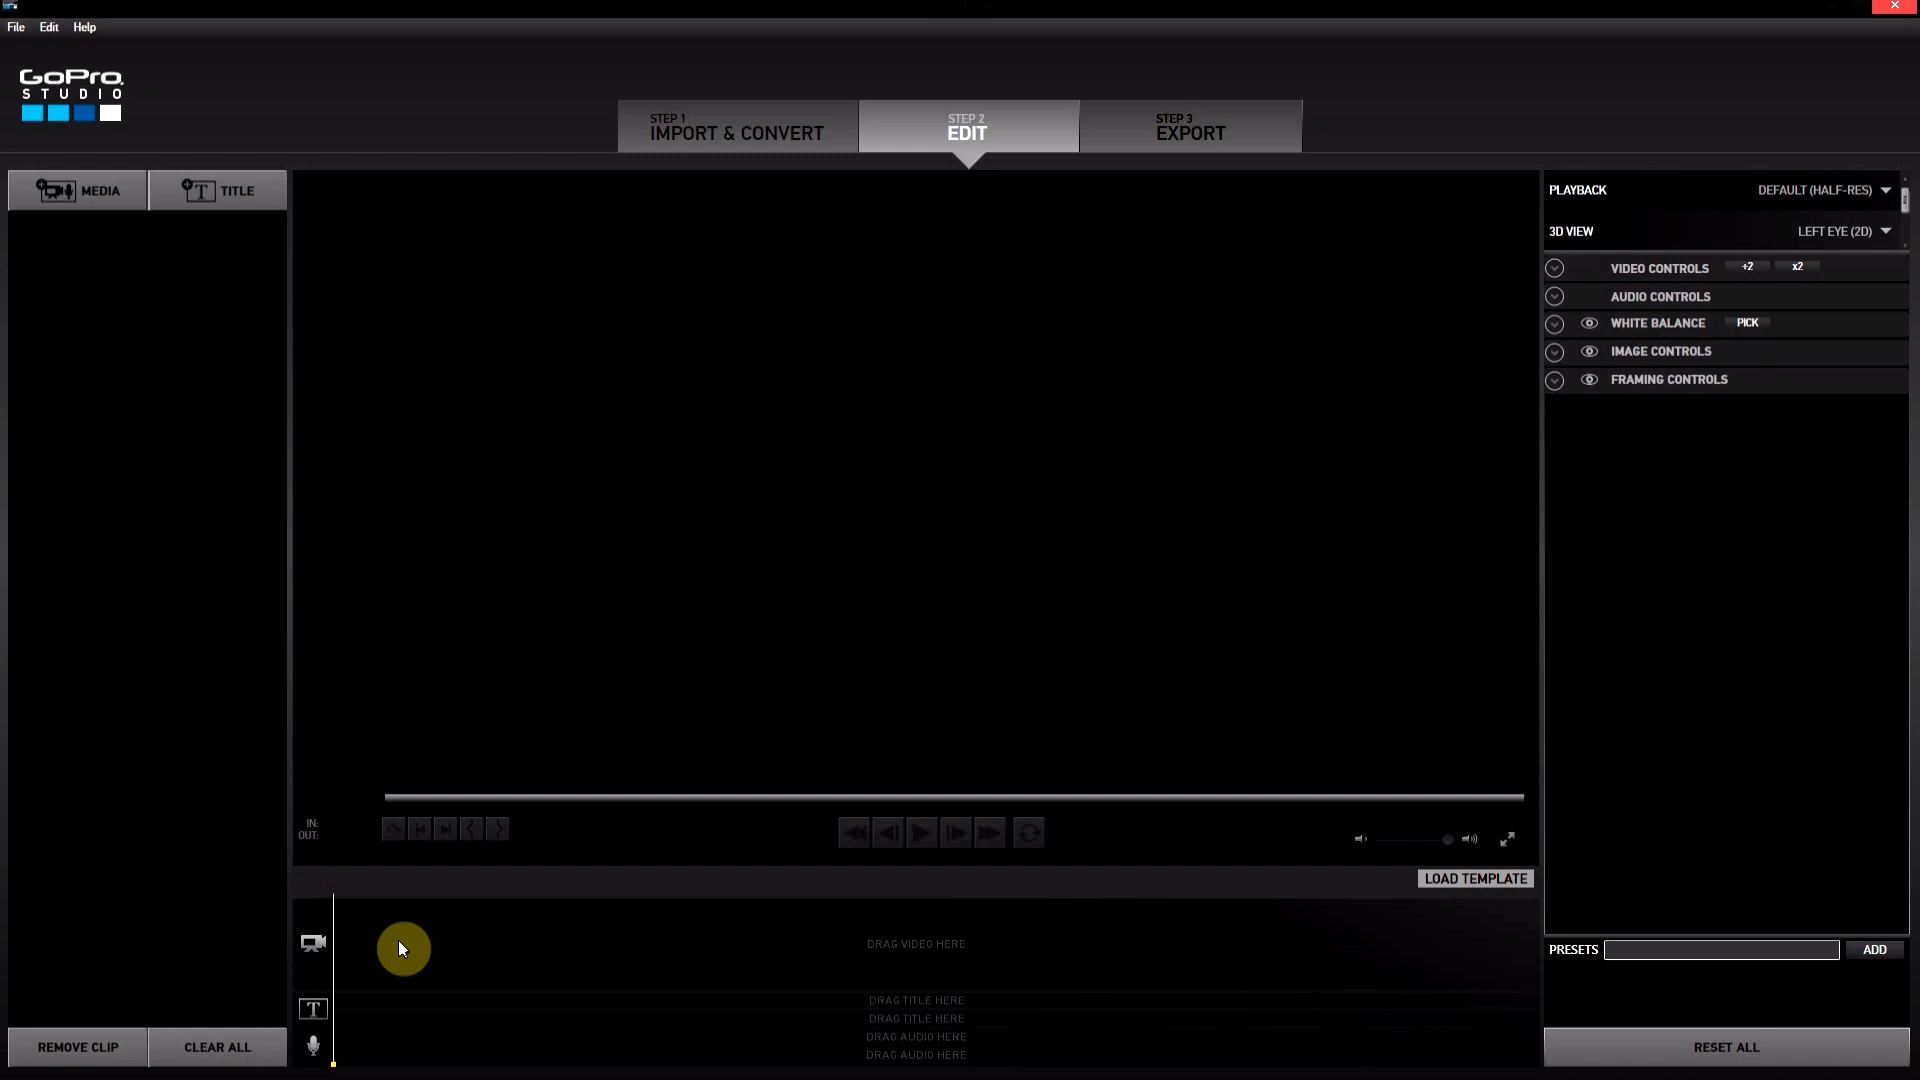 File Edit Help
GoPro
STUDIO
STEP 1
IMPORT & CONVERT
STEP 2
EDIT
STEP 3
EXPORT
MEDIA
T TITLE
PLAYBACK DEFAULT (HALF-RES)
3D VIEW LEFT EYE (2D)
VIDEO CONTROLS ÷2 x2
AUDIO CONTROLS
WHITE BALANCE PICK
IMAGE CONTROLS
FRAMING CONTROLS
IN:
OUT:
LOAD TEMPLATE
DRAG VIDEO HERE
T
DRAG TITLE HERE
DRAG TITLE HERE
DRAG AUDIO HERE
DRAG AUDIO HERE
PRESETS ADD
REMOVE CLIP CLEAR ALL
RESET ALL